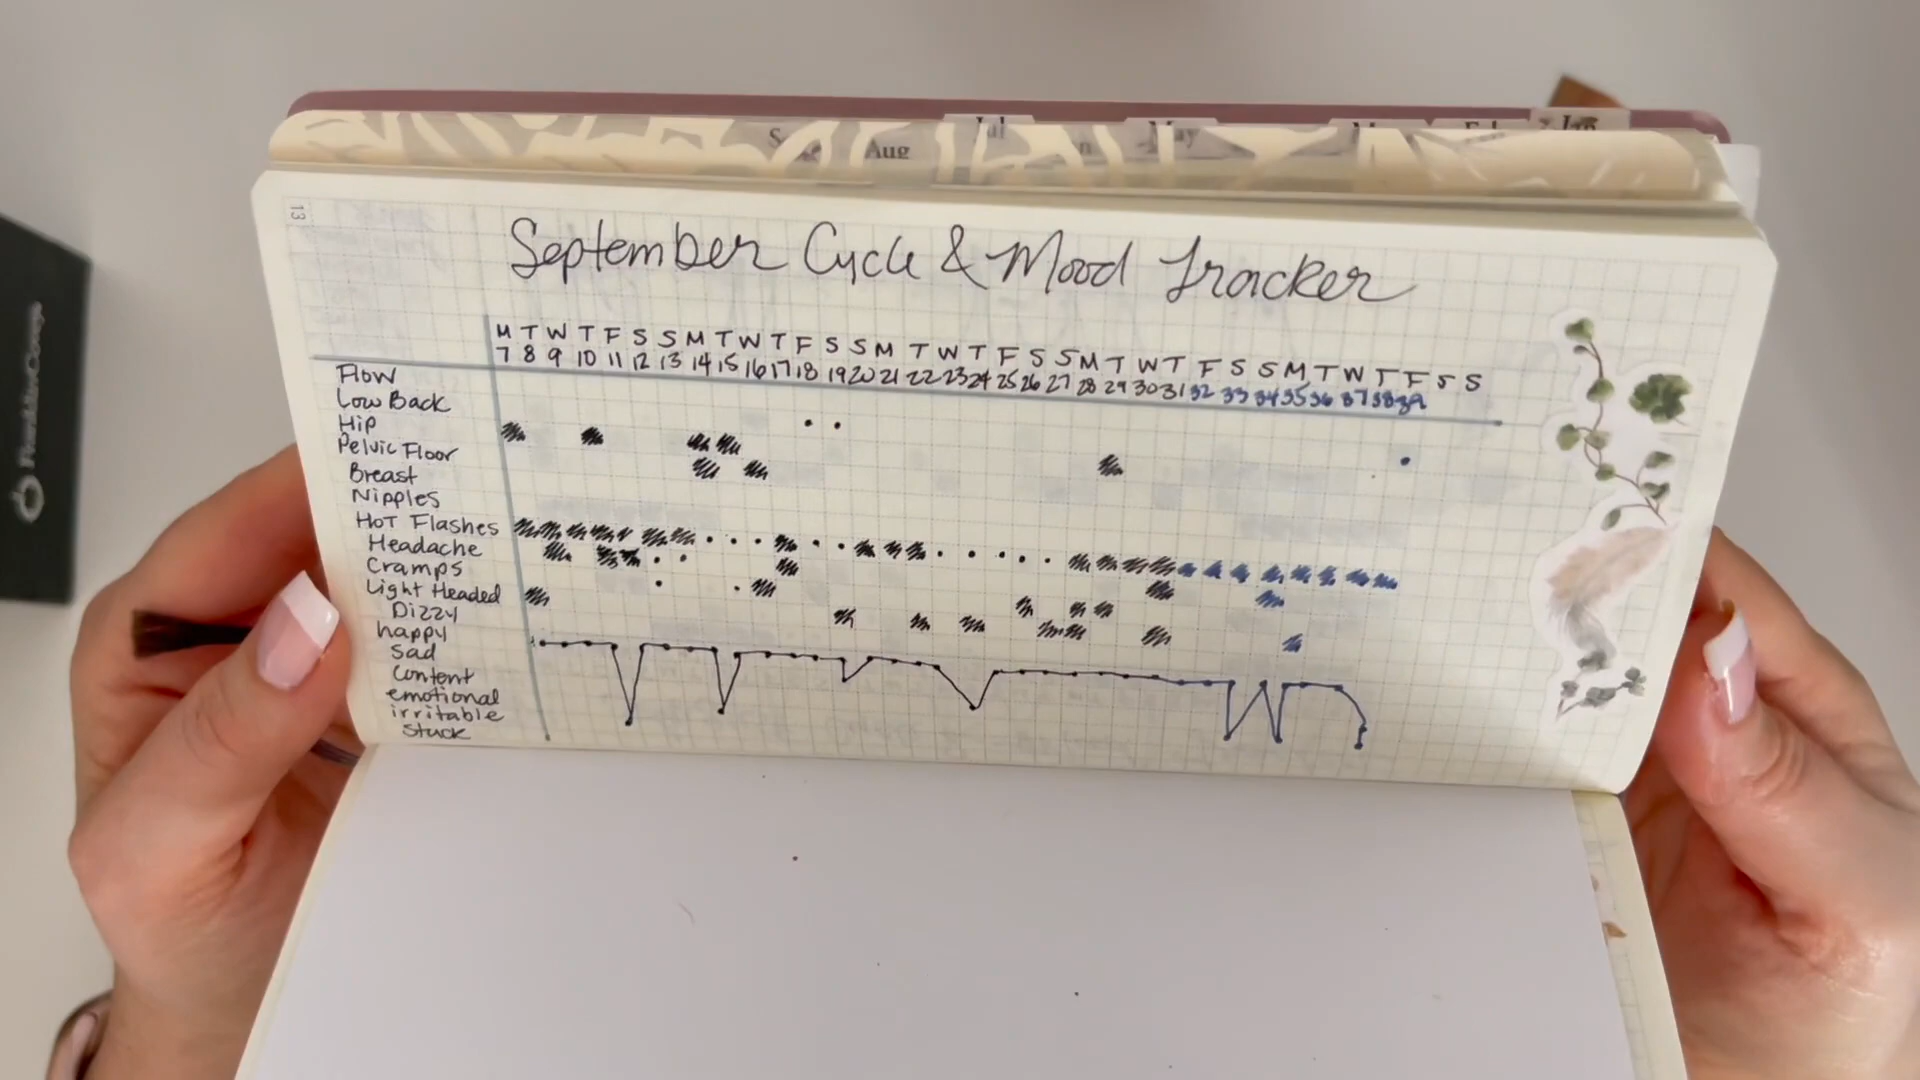 Jul
May
Aug
13
September Cycle & Mood Tracker
M T W T F S S M T W T F S S M T W T F S S M T W T F S S M T W T F S S
7 8 9 10 11 12 13 14 15 16 17 18 19 20 21 22 23 24 25 26 27 28 29 30 31 32 33 34 35 36 37 38 39
Flow
Low Back
Hip
Pelvic Floor
Breast
Nipples
Hot Flashes
Headache
Cramps
Light Headed
Dizzy
happy
Sad
Content
emotional
irritable
Stuck